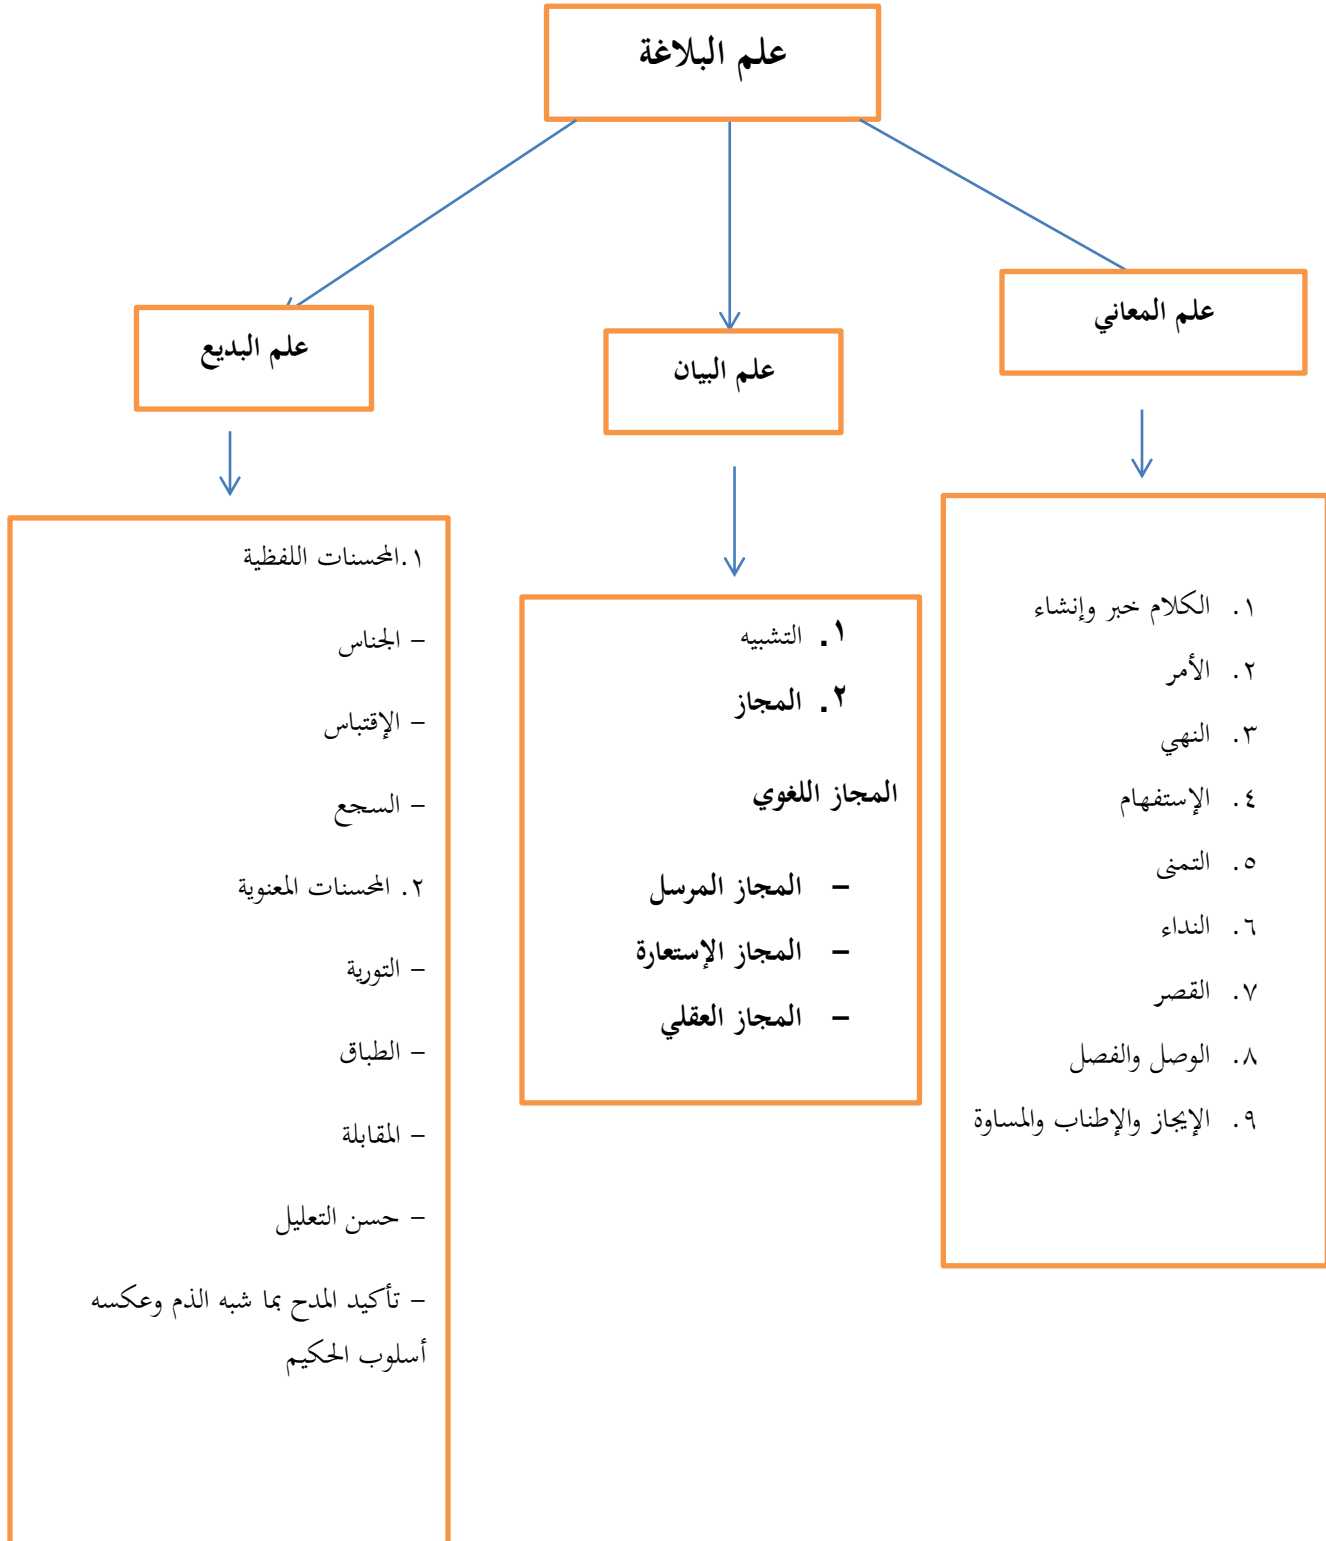 علم البلاغة
علم المعاني
علم البيان
علم البديع
١. الكلام خبر وإنشاء
٢. الأمر
٣. النهي
٤. الإستفهام
٥. التمنى
٦. النداء
٧. القصر
٨. الوصل والفصل
٩. الإيجاز والإطناب والمساوة
١. التشبيه
٢. المجاز
المجاز اللغوي
– المجاز المرسل
– المجاز الإستعارة
– المجاز العقلي
١.المحسنات اللفظية
– الجناس
– الإقتباس
– السجع
٢. المحسنات المعنوية
– التورية
– الطباق
– المقابلة
– حسن التعليل
– تأكيد المدح بما شبه الذم وعكسه
أسلوب الحكيم